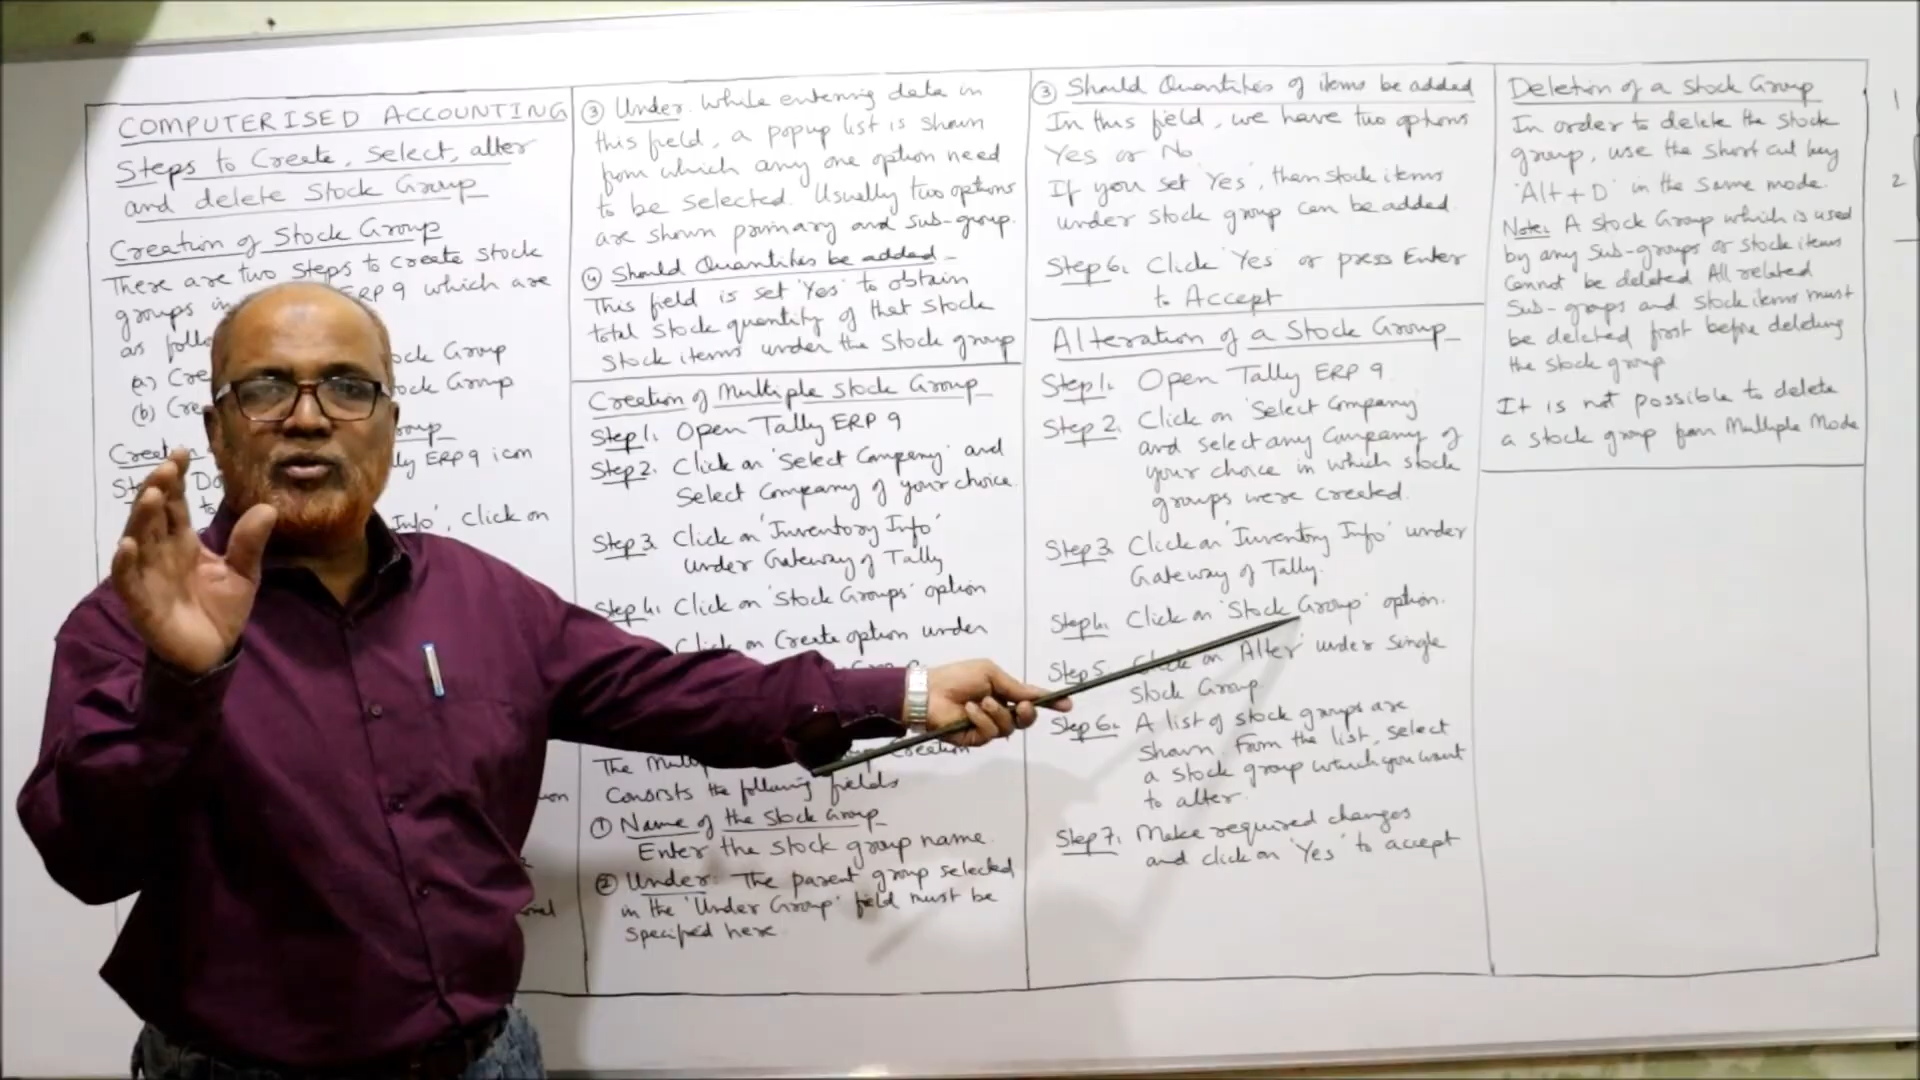 COMPUTERISED ACCOUNTING
Steps to Create, Select, alter
and delete Stock Group
Creation of Stock Group
There are two steps to create stock
groups in ERP 9 which are
as follo
(a) Cre ock Group
(b) Cre ock Group
Creation roup
Do lly ERP 9 icon
to
Info', Click on
③ Under. While entering data in
this field, a popup list is shown
from which any one option need
to be selected. Usually two options
are shown primary and sub-group.
④ Should Quantities be added
This field is set 'Yes' to obtain
total stock quantity of that stock
stock items under the stock group
Creation of Multiple Stock Group
Step 1. Open Tally ERP 9
Step 2. Click on 'Select Company' and
Select Company of your choice.
Step 3. Click on 'Inventory Info'
under Gateway of Tally
Step 4. Click on 'Stock Groups' option
Click on Create option under
Creation
The Multip
Consists the following fields
① Name of the Stock Group
Enter the stock group name.
② Under: The parent group selected
in the 'Under Group' field must be
specified here.
③ Should Quantities of items be added
In this field, we have two options
Yes or No
If you set 'Yes', then stock items
under stock group can be added.
Step 6. Click 'Yes' or press Enter
to Accept
Alteration of a Stock Group
Step 1. Open Tally ERP 9
Step 2. Click on 'Select Company'
and select any Company of
your choice in which stock
groups were created.
Step 3. Click on 'Inventory Info' under
Gateway of Tally.
Step 4. Click on 'Stock Group' option.
Step 5. Click on 'Alter' under Single
Stock Group.
Step 6. A list of stock groups are
shown. From the list, select
a stock group which you want
to alter.
Step 7. Make required changes
and click on 'Yes' to accept
Deletion of a Stock Group
In order to delete the stock
group, use the short cut key
'Alt + D' in the same mode.
Note: A Stock Group which is used
by any sub-groups or stock items
cannot be deleted All related
sub-groups and stock items must
be deleted first before deleting
the stock group
It is not possible to delete
a stock group from Multiple Mode
1
2